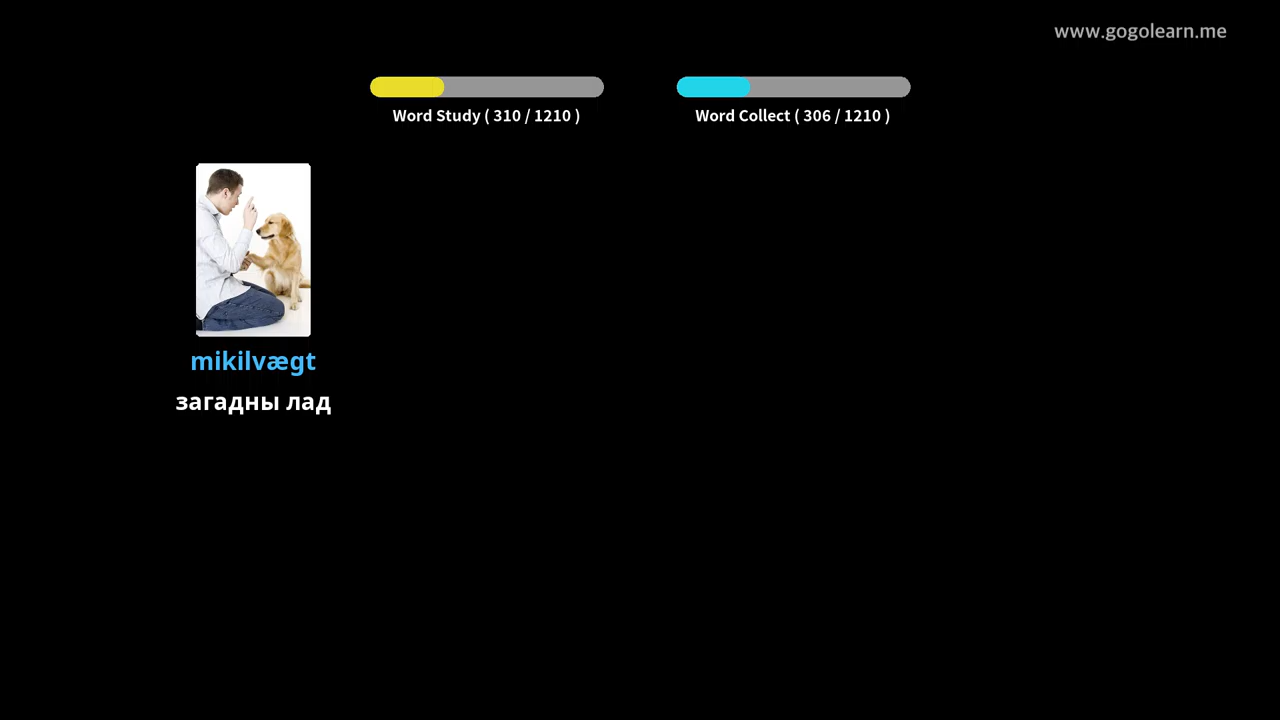 www.gogolearn.me
Word Study ( 310 / 1210 )
Word Collect ( 306 / 1210 )
mikilvægt
загадны лад